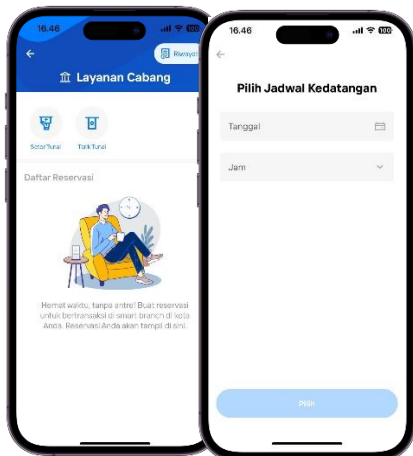 16.46
Riwayat
Layanan Cabang
Setor Tunai
Tarik Tunai
Daftar Reservasi
Hemat waktu, tanpa antre! Buat reservasi
untuk bertransaksi di smart branch di kota
Anda. Reservasi Anda akan tampil di sini.
16.46
Pilih Jadwal Kedatangan
Tanggal
Jam
Pilih